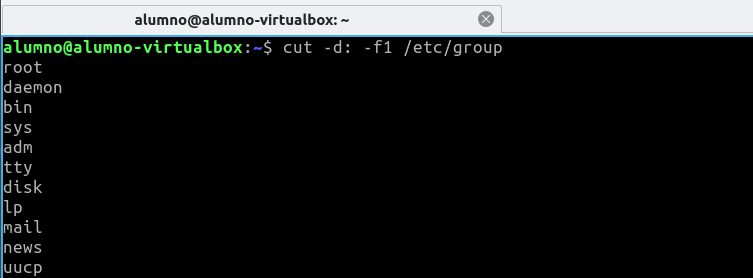 alumno@alumno-virtualbox: ~
alumno@alumno-virtualbox:~$ cut -d: -f1 /etc/group
root
daemon
bin
sys
adm
tty
disk
lp
mail
news
uucp